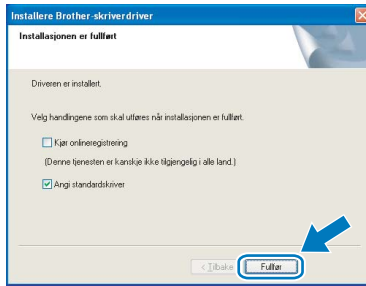 Installere Brother-skriverdriver
Installasjonen er fullført
Driveren er installert.
Velg handlingene som skal utføres når installasjonen er fullført.
Kjør onlineregistrering
(Denne tjenesten er kanskje ikke tilgjengelig i alle land.)
Angi standardskriver
< Tilbake Fullfør